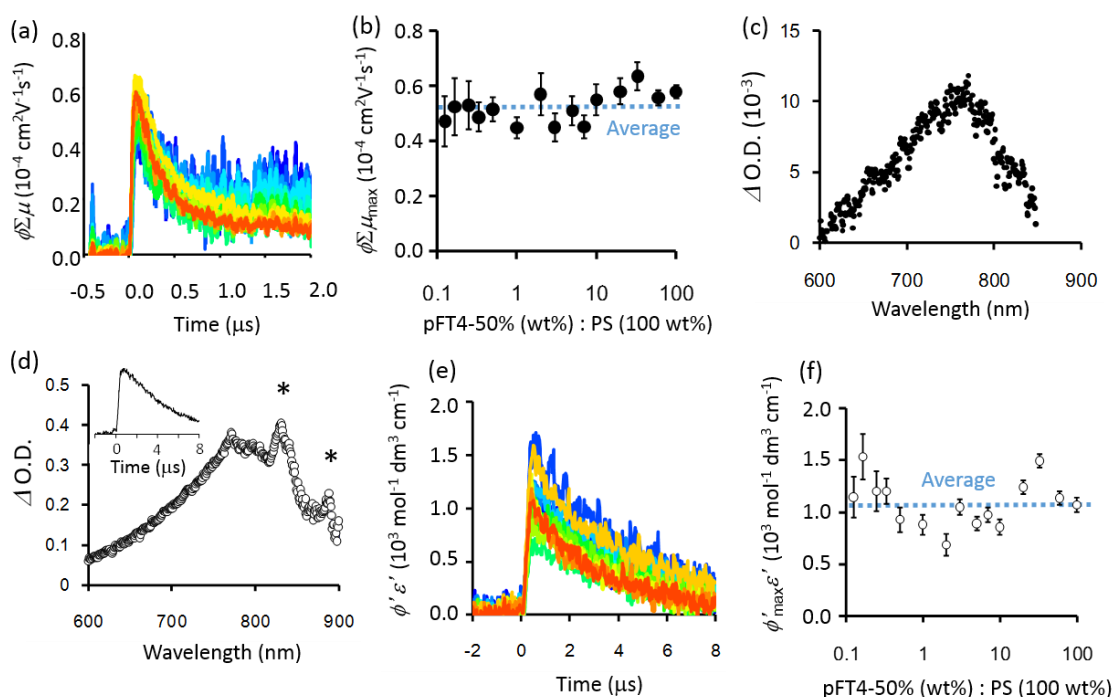 (a)
0.8
0.6
0.4
0.2
0.0
ϕΣμ (10⁻⁴ cm²V⁻¹s⁻¹)
-0.5 0.0 0.5 1.0 1.5 2.0
Time (μs)
(b)
0.8
0.6
0.4
0.2
0.0
ϕΣμmax (10⁻⁴ cm²V⁻¹s⁻¹)
Average
0.1 1 10 100
pFT4-50% (wt%) : PS (100 wt%)
(c)
15
10
5
0
Δ O.D. (10⁻³)
600 700 800 900
Wavelength (nm)
(d)
0.5
0.4
0.3
0.2
0.1
0
Δ O.D.
0 4 8
Time (μs)
*
*
600 700 800 900
Wavelength (nm)
(e)
2.0
1.5
1.0
0.5
0.0
ϕ' ε' (10³ mol⁻¹ dm³ cm⁻¹)
-2 0 2 4 6 8
Time (μs)
(f)
2.0
1.5
1.0
0.5
0.0
ϕ'maxε' (10³ mol⁻¹ dm³ cm⁻¹)
Average
0.1 1 10 100
pFT4-50% (wt%) : PS (100 wt%)